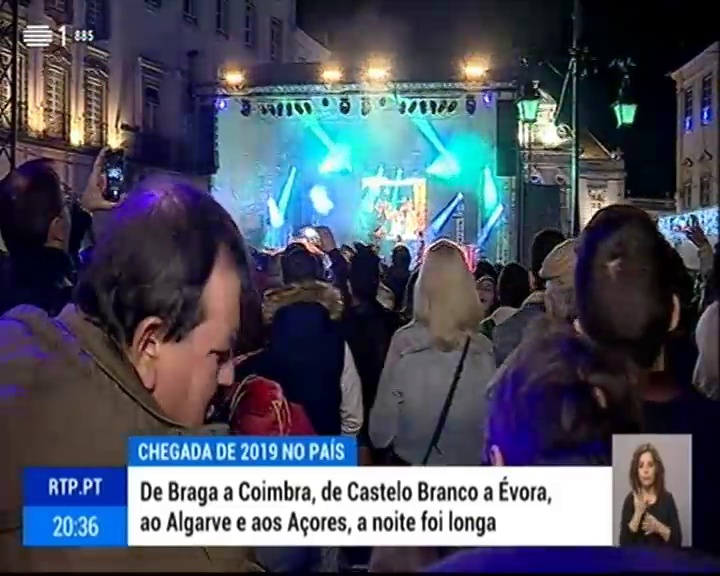 1 885
CHEGADA DE 2019 NO PAÍS
RTP.PT
De Braga a Coimbra, de Castelo Branco a Évora,
20:36
ao Algarve e aos Açores, a noite foi longa